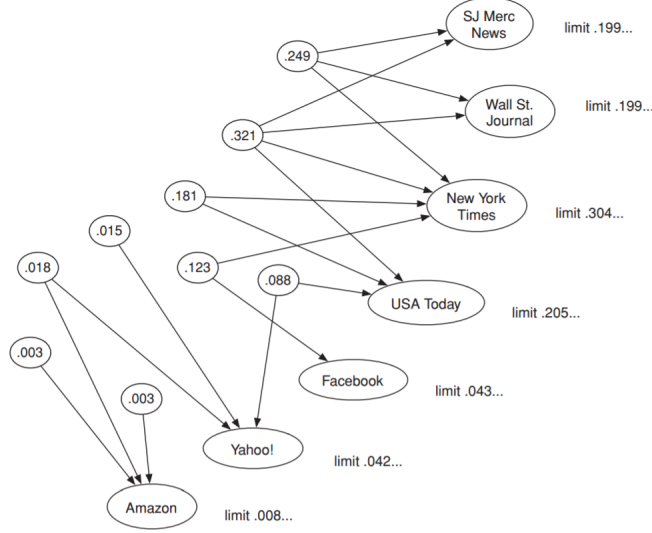 SJ Merc
News
limit .199...
.249
Wall St.
Journal
limit .199...
.321
.181
New York
Times
limit .304...
.015
.018
.123
.088
USA Today
limit .205...
.003
Facebook
limit .043...
.003
Yahoo!
limit .042...
Amazon
limit .008...